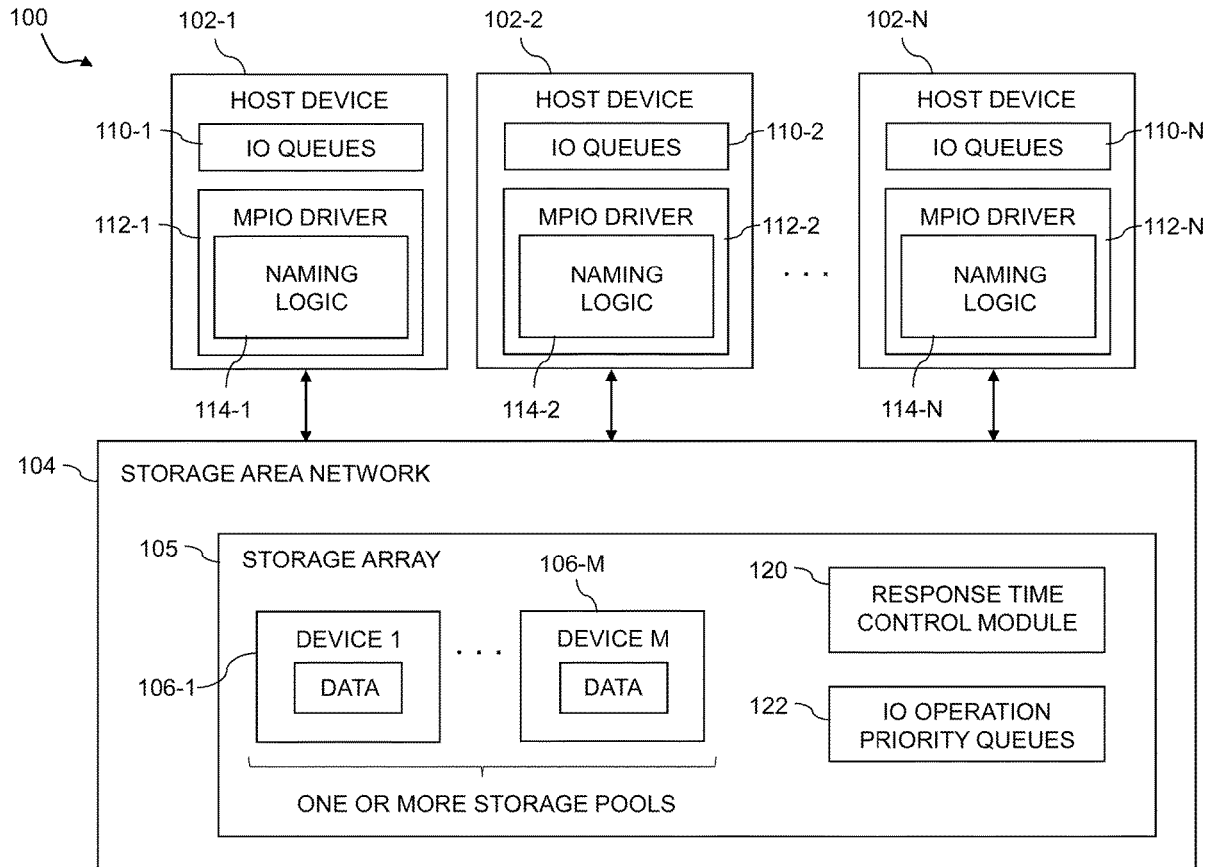 100
102-1
102-2
102-N
HOST DEVICE
HOST DEVICE
HOST DEVICE
110-1
IO QUEUES
IO QUEUES
110-2
IO QUEUES
110-N
112-1
MPIO DRIVER
MPIO DRIVER
112-2
MPIO DRIVER
112-N
NAMING
LOGIC
NAMING
LOGIC
. . .
NAMING
LOGIC
114-1
114-2
114-N
104
STORAGE AREA NETWORK
105
STORAGE ARRAY
106-M
120
RESPONSE TIME
CONTROL MODULE
DEVICE 1
. . .
DEVICE M
106-1
DATA
DATA
122
IO OPERATION
PRIORITY QUEUES
ONE OR MORE STORAGE POOLS